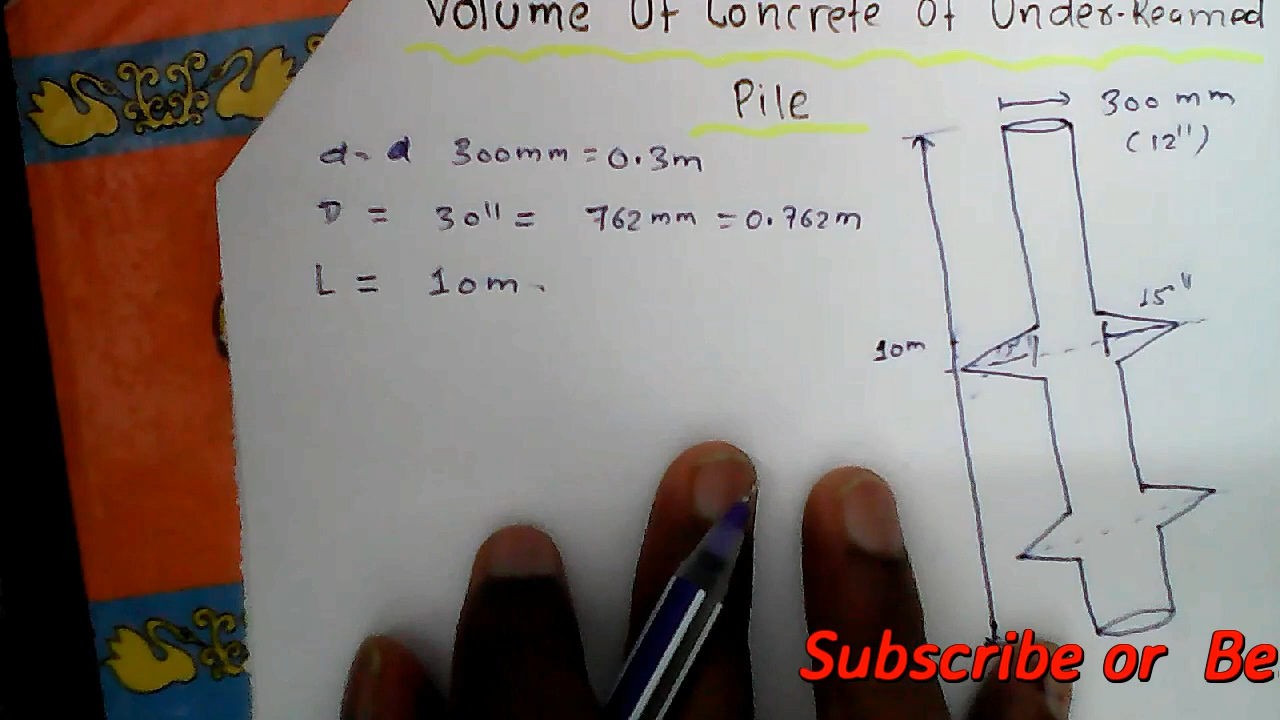 Volume Of Concrete Of Under-Reamed
Pile
d = d 300mm = 0.3m
D = 30" = 762mm = 0.762m
L = 10m.
300 mm
(12")
15"
10m
Subscribe or Be